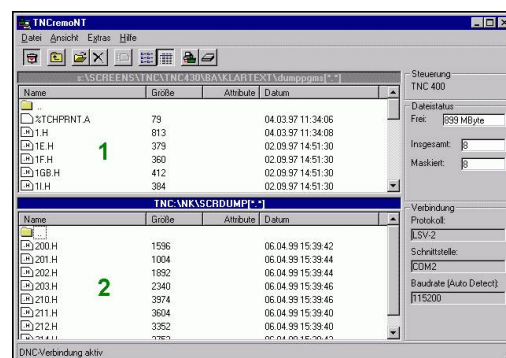 TNCremoNT
Datei Ansicht Extras Hilfe
s:\SCREENS\TNC\TNC430\BA\KLARTEXT\dumppgms[*.*]
Name Größe Attribute Datum
..
%TCHPRNT.A 79 04.03.97 11:34:06
1.H 813 04.03.97 11:34:08
1E.H 379 02.09.97 14:51:30
1F.H 360 02.09.97 14:51:30
1GB.H 412 02.09.97 14:51:30
1I.H 384 02.09.97 14:51:30
1
TNC:\NK\SCRDUMP[*.*]
Name Größe Attribute Datum
..
200.H 1596 06.04.99 15:39:42
201.H 1004 06.04.99 15:39:44
202.H 1892 06.04.99 15:39:44
203.H 2340 06.04.99 15:39:46
210.H 3974 06.04.99 15:39:46
211.H 3604 06.04.99 15:39:40
212.H 3352 06.04.99 15:39:40
214.H 2752 06.04.99 15:39:42
2
Steuerung
TNC 400
Dateistatus
Frei: 899 MByte
Insgesamt: 8
Maskiert: 8
Verbindung
Protokoll:
LSV-2
Schnittstelle:
COM2
Baudrate (Auto Detect):
115200
DNC-Verbindung aktiv